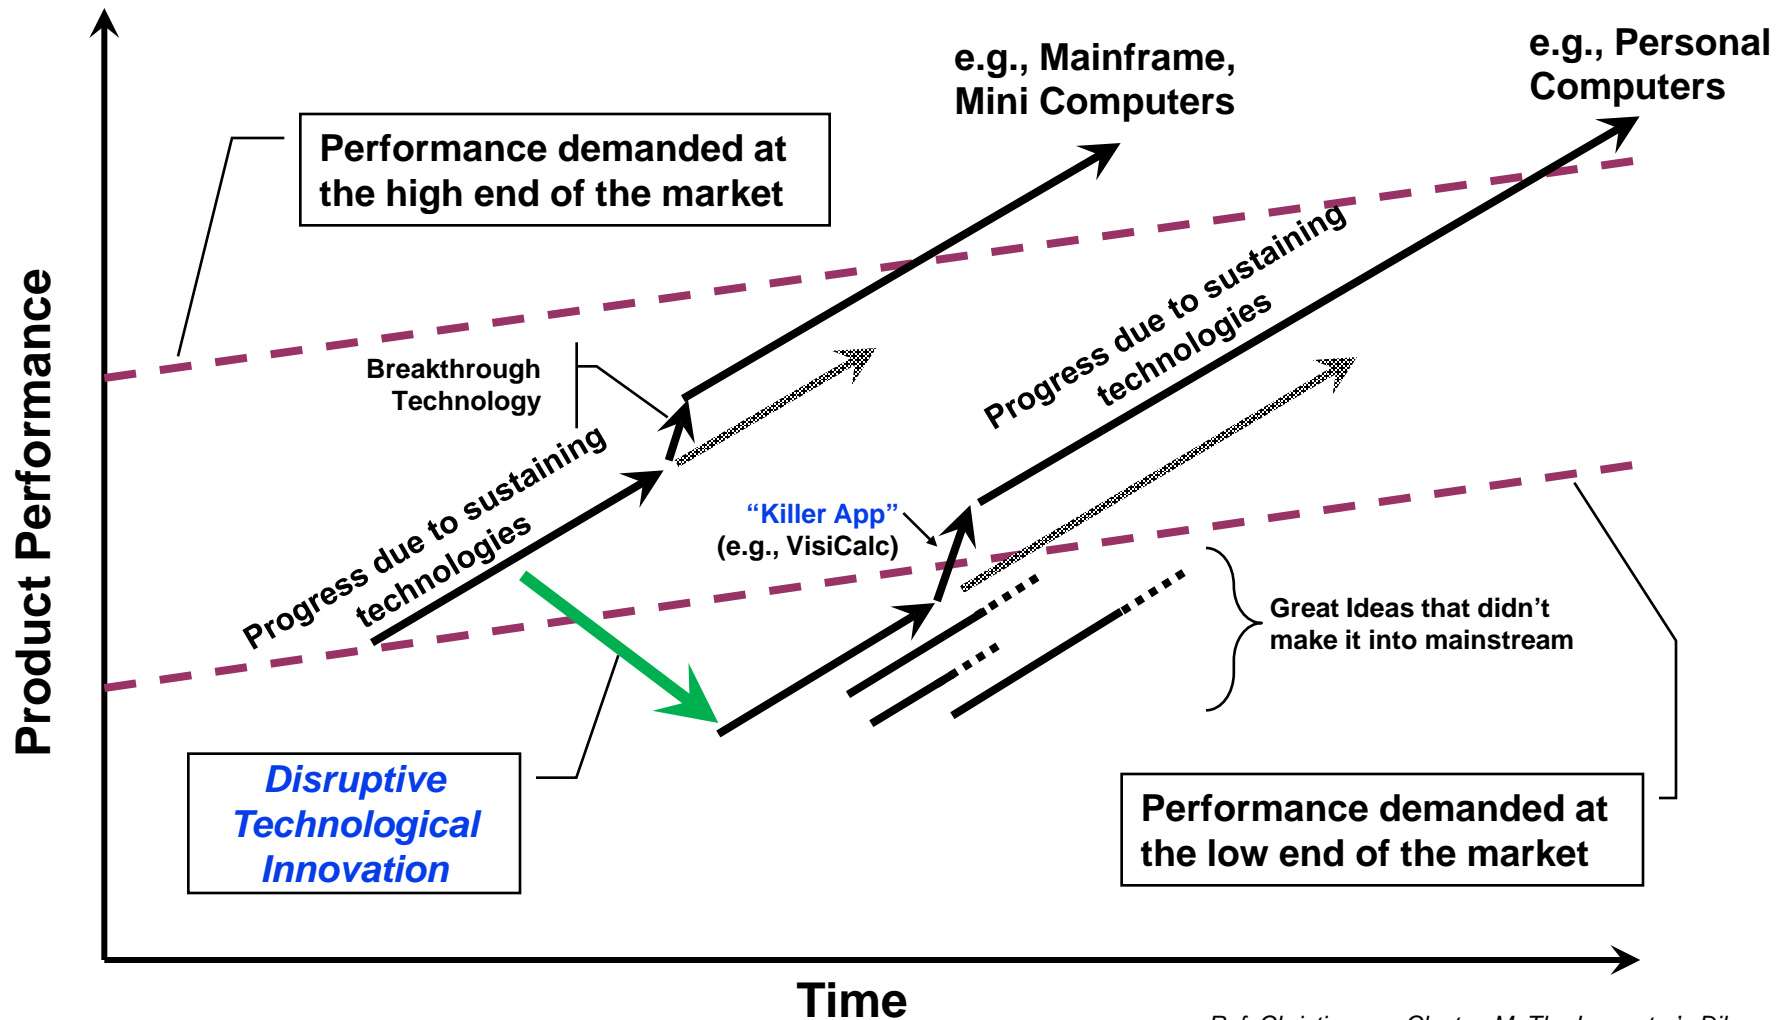 e.g., Mainframe,
Mini Computers
e.g., Personal
Computers
Performance demanded at
the high end of the market
Product Performance
Breakthrough
Technology
Progress due to sustaining
technologies
Progress due to sustaining
technologies
“Killer App”
(e.g., VisiCalc)
Great Ideas that didn’t
make it into mainstream
Disruptive
Technological
Innovation
Performance demanded at
the low end of the market
Time